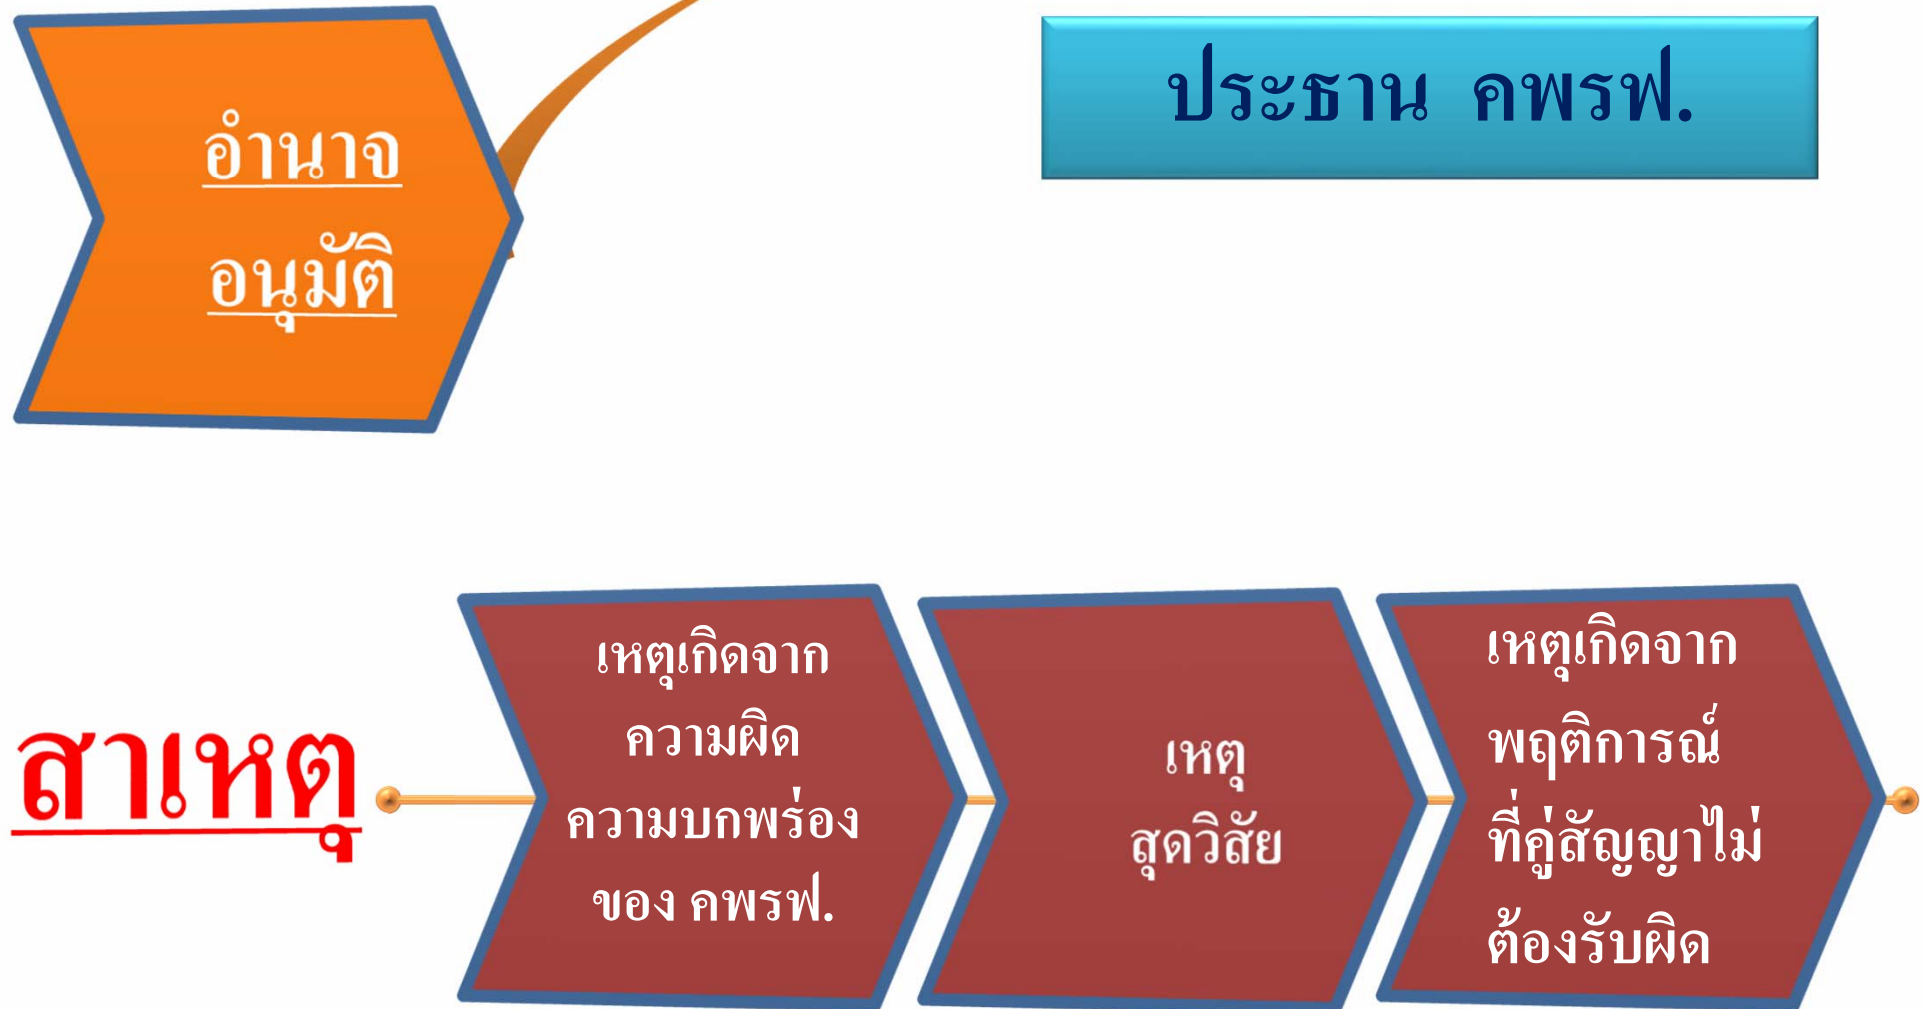 ประธาน คพรฟ.
อำนาจ
อนุมัติ
สาเหตุ
เหตุเกิดจาก
ความผิด
ความบกพร่อง
ของ คพรฟ.
เหตุ
สุดวิสัย
เหตุเกิดจาก
พฤติการณ์
ที่คู่สัญญาไม่
ต้องรับผิด